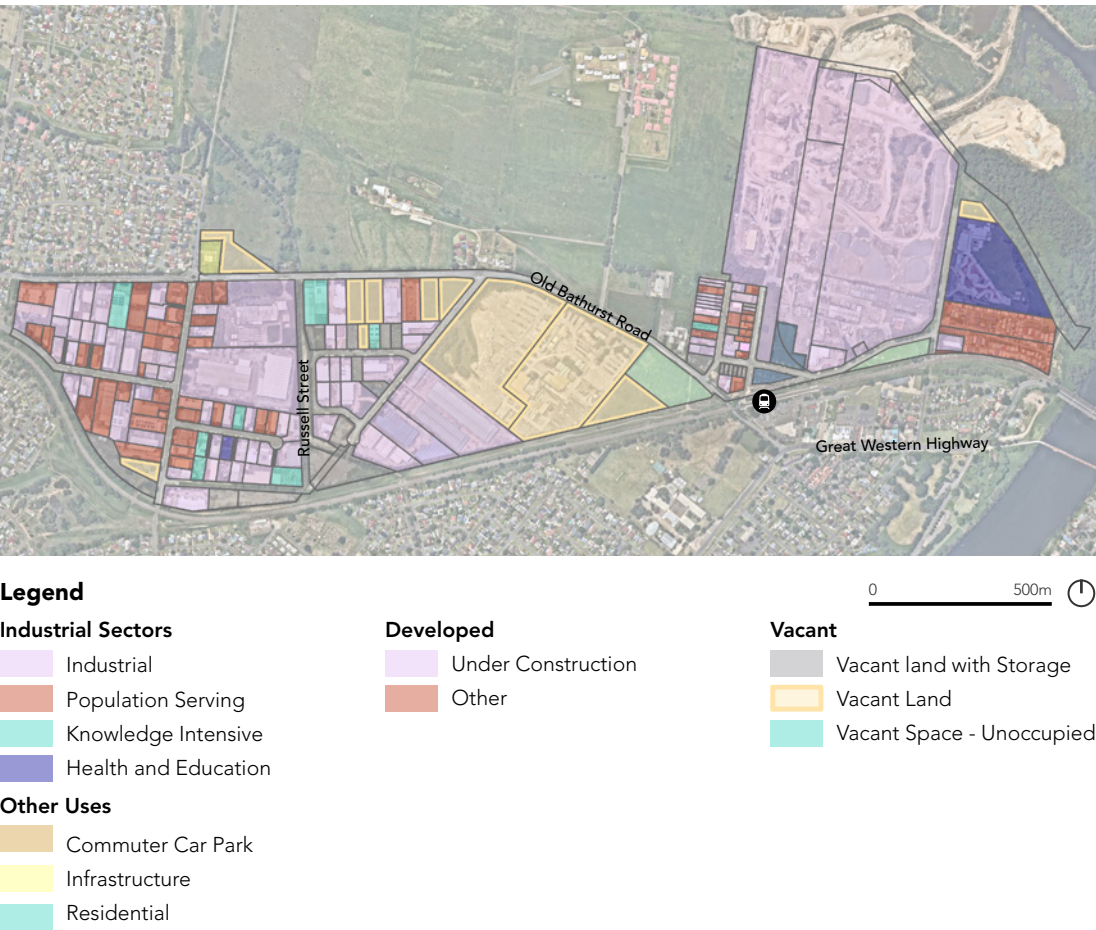 Old Bathurst Road
Russell Street
Great Western Highway
Legend
0 500m
Industrial Sectors
Industrial
Population Serving
Knowledge Intensive
Health and Education
Other Uses
Commuter Car Park
Infrastructure
Residential
Developed
Under Construction
Other
Vacant
Vacant land with Storage
Vacant Land
Vacant Space - Unoccupied